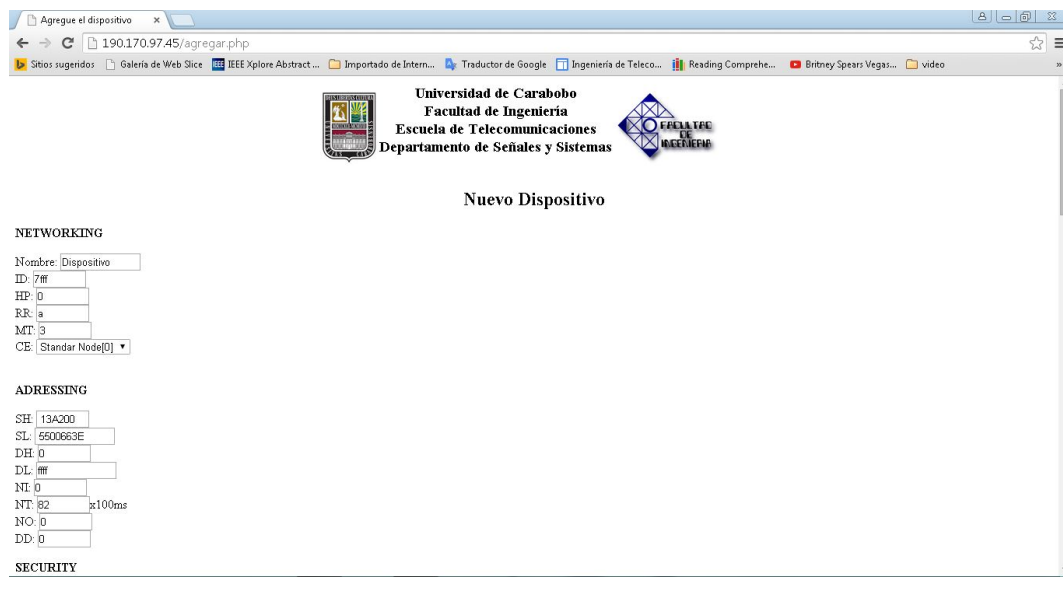 Agregue el dispositivo
190.170.97.45/agregar.php
Sitios sugeridos Galería de Web Slice IEEE Xplore Abstract ... Importado de Intern... Traductor de Google Ingeniería de Teleco... Reading Comprehe... Britney Spears Vegas... video
Universidad de Carabobo
Facultad de Ingeniería
Escuela de Telecomunicaciones
Departamento de Señales y Sistemas
FACULTAD
DE
INGENIERIA
Nuevo Dispositivo
NETWORKING
Nombre: Dispositivo
ID: 7fff
HP: 0
RR: a
MT: 3
CE: Standar Node[0]
ADRESSING
SH: 13A200
SL: 5500663E
DH: 0
DL: ffff
NI: 0
NT: 82 x100ms
NO: 0
DD: 0
SECURITY